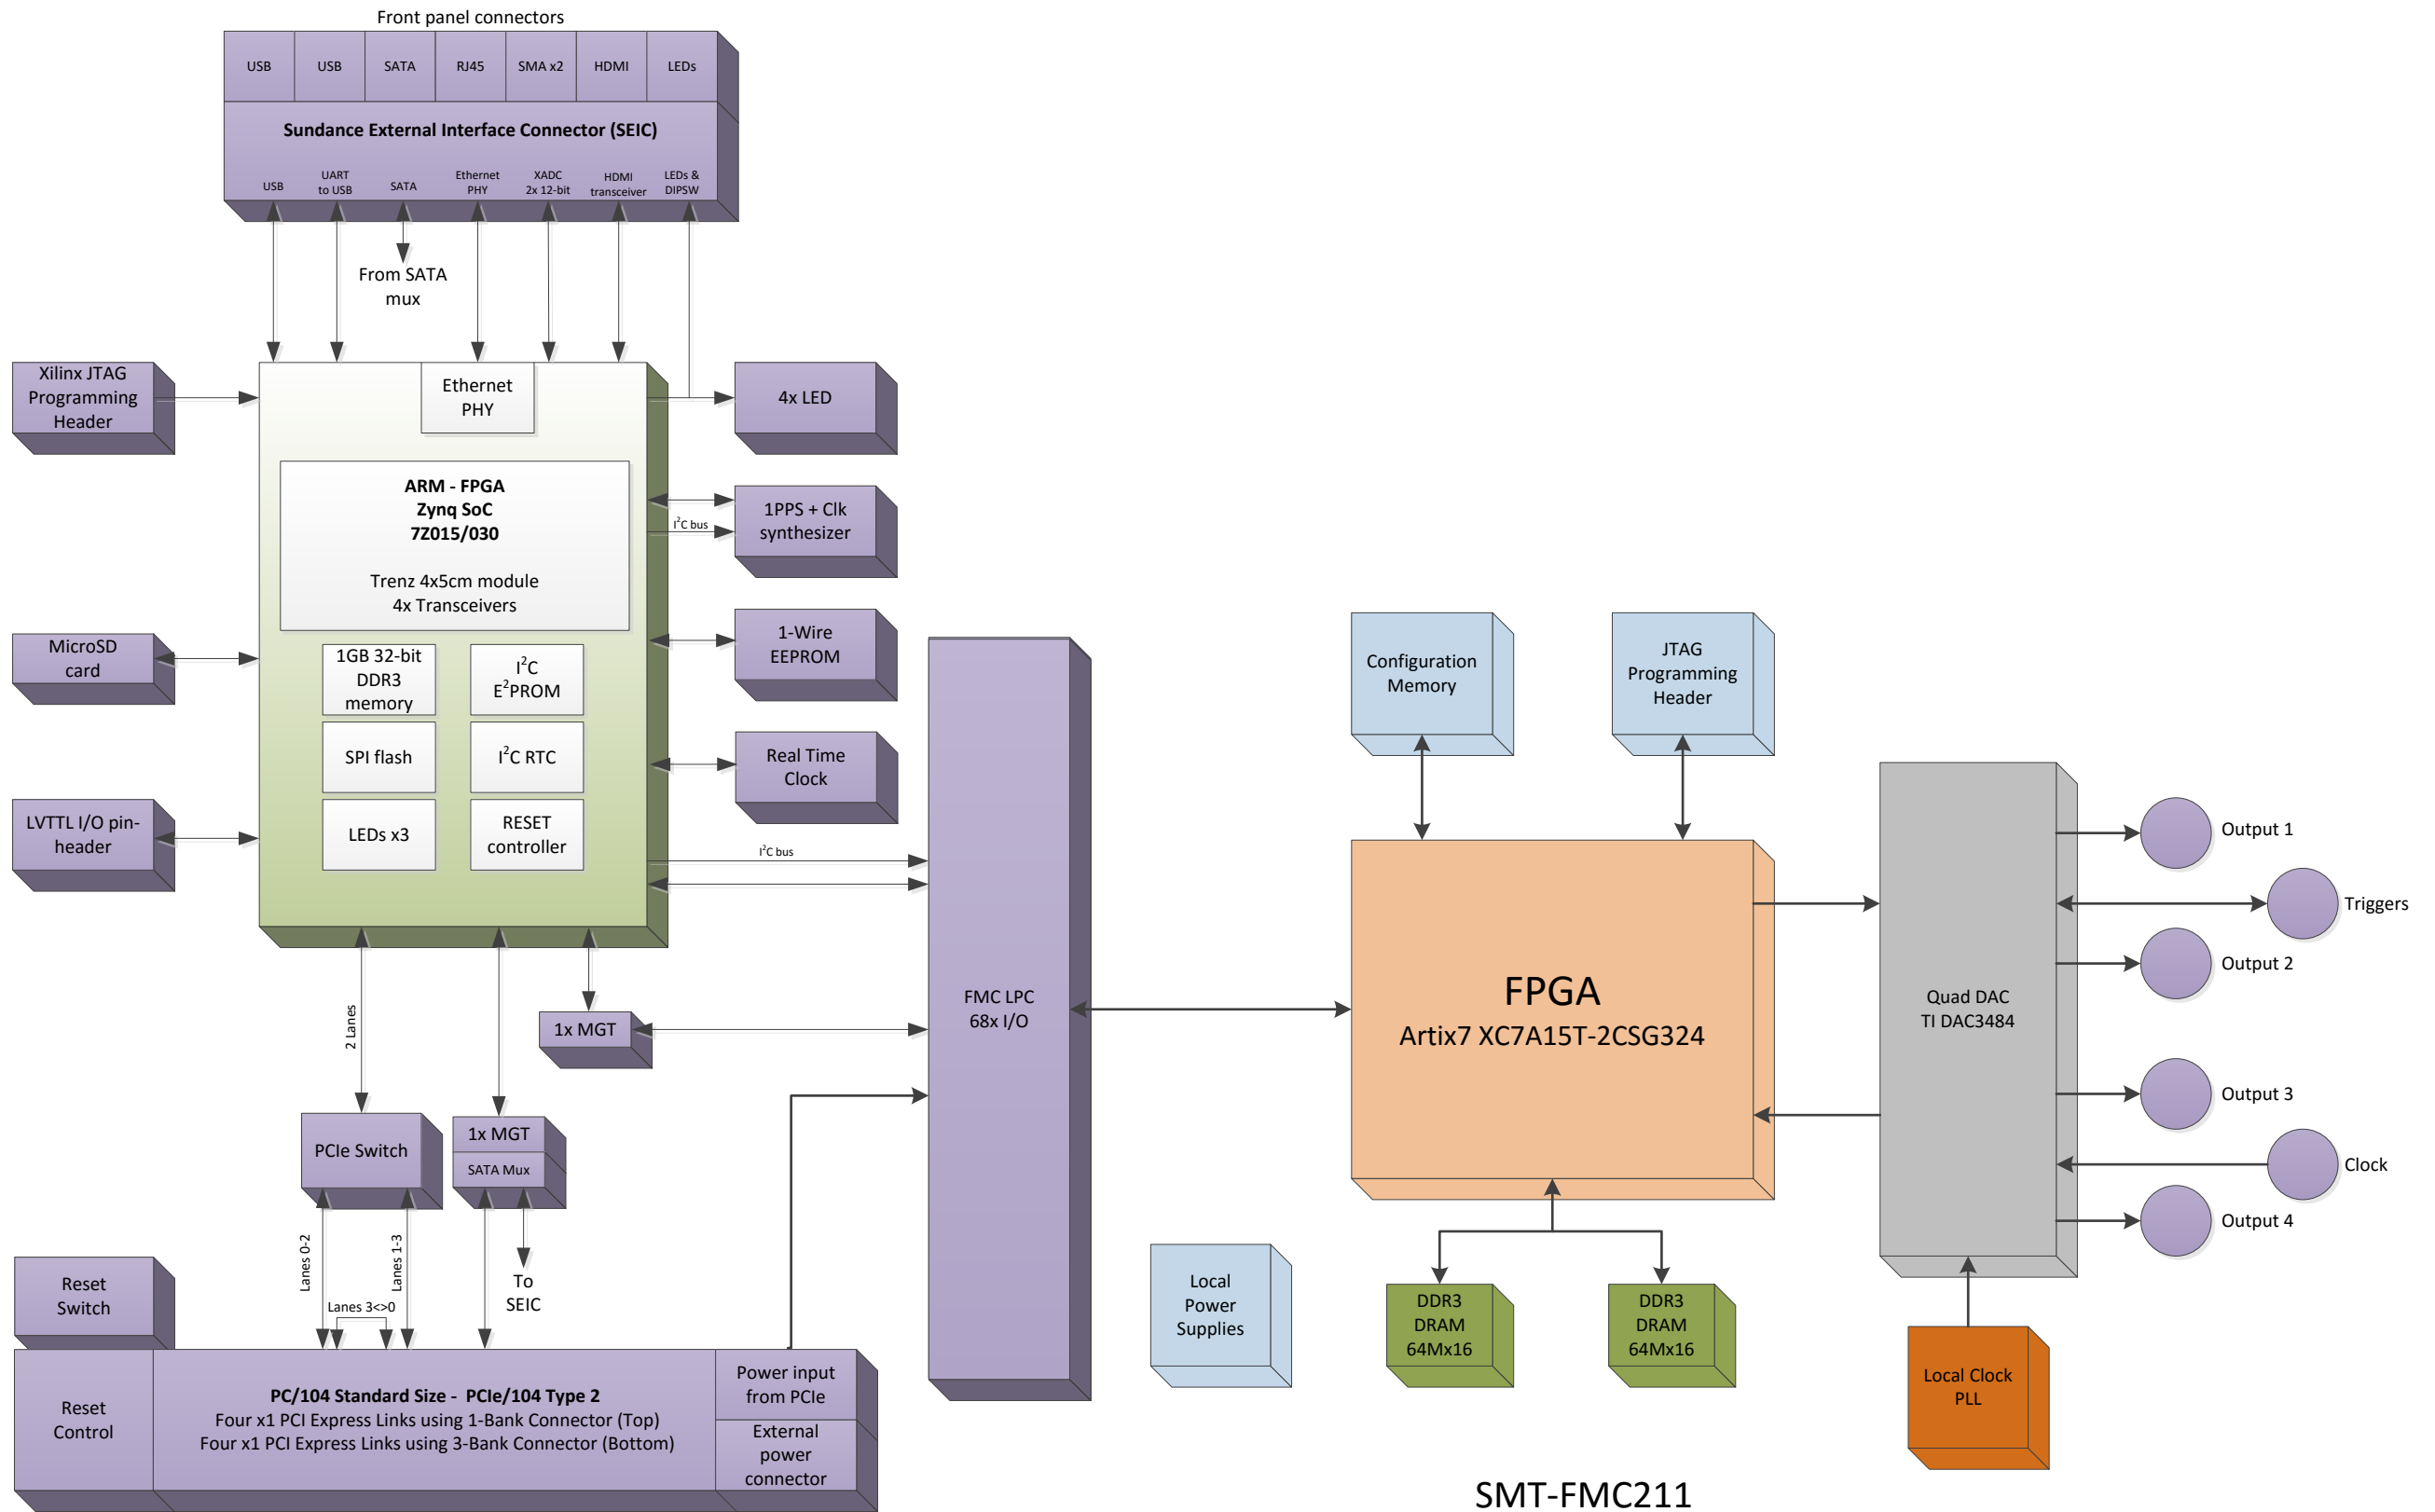 Front panel connectors
USB
USB
SATA
RJ45
SMA x2
HDMI
LEDs
Sundance External Interface Connector (SEIC)
USB
UART
to USB
SATA
Ethernet
PHY
XADC
2x 12-bit
HDMI
transceiver
LEDs &
DIPSW
From SATA
mux
Xilinx JTAG
Programming
Header
Ethernet
PHY
4x LED
ARM - FPGA
Zynq SoC
7Z015/030
Trenz 4x5cm module
4x Transceivers
I²C bus
1PPS + Clk
synthesizer
MicroSD
card
1GB 32-bit
DDR3
memory
I²C
E²PROM
1-Wire
EEPROM
SPI flash
I²C RTC
Real Time
Clock
LVTTL I/O pin-
header
LEDs x3
RESET
controller
I²C bus
2 Lanes
1x MGT
FMC LPC
68x I/O
PCIe Switch
1x MGT
SATA Mux
Lanes 0-2
Lanes 1-3
Lanes 3<>0
To
SEIC
Reset
Switch
Reset
Control
PC/104 Standard Size - PCIe/104 Type 2
Four x1 PCI Express Links using 1-Bank Connector (Top)
Four x1 PCI Express Links using 3-Bank Connector (Bottom)
Power input
from PCIe
External
power
connector
Configuration
Memory
JTAG
Programming
Header
FPGA
Artix7 XC7A15T-2CSG324
Quad DAC
TI DAC3484
Output 1
Triggers
Output 2
Output 3
Clock
Output 4
Local
Power
Supplies
DDR3
DRAM
64Mx16
DDR3
DRAM
64Mx16
Local Clock
PLL
SMT-FMC211